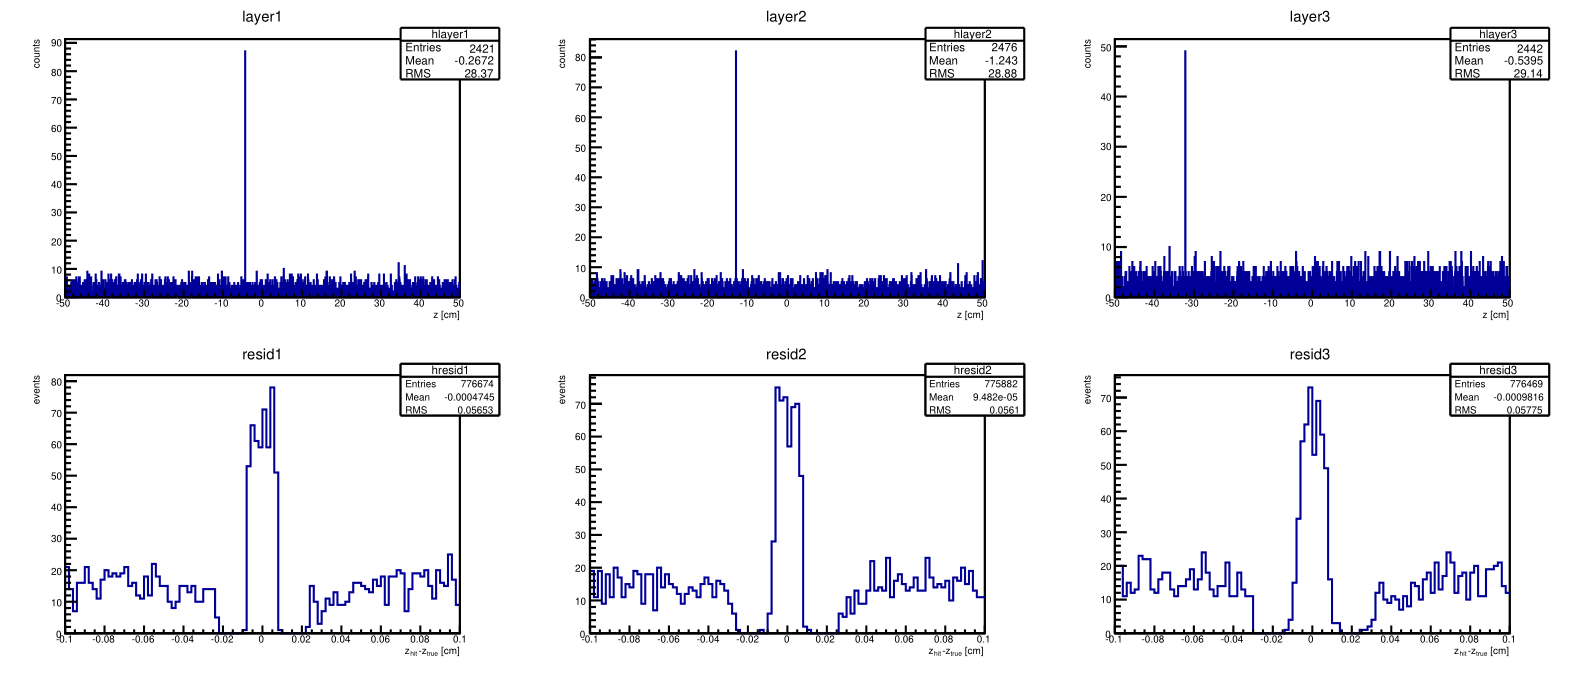 layer1
counts
90
80
70
60
50
40
30
20
10
0
-50 -40 -30 -20 -10 0 10 20 30 40 50
z [cm]
hlayer1
Entries 2421
Mean -0.2672
RMS 28.37
layer2
counts
80
70
60
50
40
30
20
10
0
-50 -40 -30 -20 -10 0 10 20 30 40 50
z [cm]
hlayer2
Entries 2476
Mean -1.243
RMS 28.88
layer3
counts
50
40
30
20
10
0
-50 -40 -30 -20 -10 0 10 20 30 40 50
z [cm]
hlayer3
Entries 2442
Mean -0.5395
RMS 29.14
resid1
events
80
70
60
50
40
30
20
10
0
-0.1 -0.08 -0.06 -0.04 -0.02 0 0.02 0.04 0.06 0.08 0.1
zhit-ztrue [cm]
hresid1
Entries 776674
Mean -0.0004745
RMS 0.05653
resid2
events
70
60
50
40
30
20
10
0
-0.1 -0.08 -0.06 -0.04 -0.02 0 0.02 0.04 0.06 0.08 0.1
zhit-ztrue [cm]
hresid2
Entries 775882
Mean 9.482e-05
RMS 0.0561
resid3
events
70
60
50
40
30
20
10
0
-0.1 -0.08 -0.06 -0.04 -0.02 0 0.02 0.04 0.06 0.08 0.1
zhit-ztrue [cm]
hresid3
Entries 776469
Mean -0.0009816
RMS 0.05775